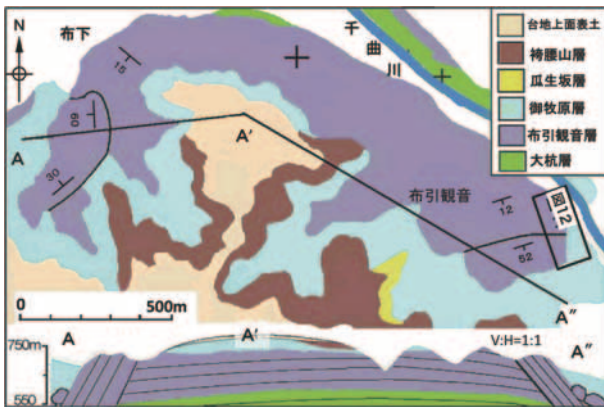 N
布下
千曲川
台地上面表土
袴腰山層
瓜生坂層
御牧原層
布引観音層
大杭層
15
60
30
A
A'
布引観音
12
52
図12
A"
0 500m
A A' V:H=1:1 A"
750m
550